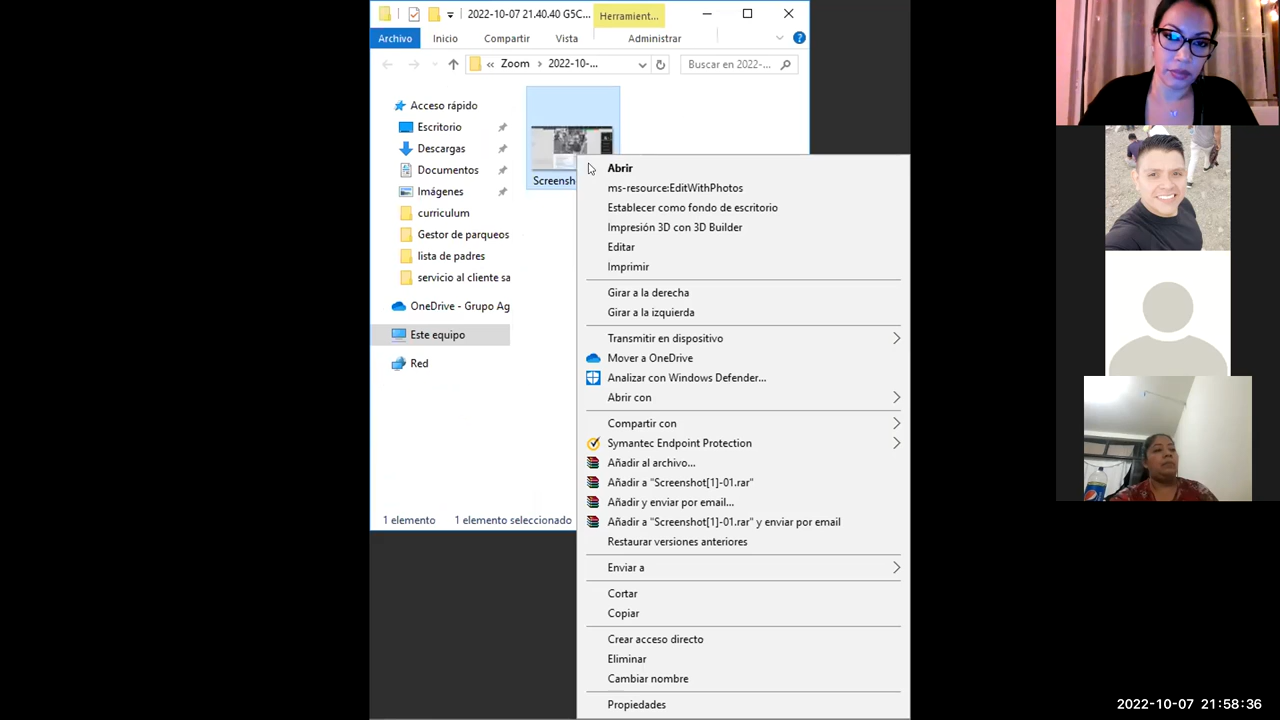 2022-10-07 21.40.40 G5C...
Herramient...
Archivo
Inicio
Compartir
Vista
Administrar
«
Zoom
2022-10-...
Buscar en 2022-...
Acceso rápido
Escritorio
Descargas
Documentos
Imágenes
curriculum
Gestor de parqueos
lista de padres
servicio al cliente sa
OneDrive - Grupo Ag
Este equipo
Red
Screensh
Abrir
ms-resource:EditWithPhotos
Establecer como fondo de escritorio
Impresión 3D con 3D Builder
Editar
Imprimir
Girar a la derecha
Girar a la izquierda
Transmitir en dispositivo
Mover a OneDrive
Analizar con Windows Defender...
Abrir con
Compartir con
Symantec Endpoint Protection
Añadir al archivo...
Añadir a "Screenshot[1]-01.rar"
Añadir y enviar por email...
Añadir a "Screenshot[1]-01.rar" y enviar por email
Restaurar versiones anteriores
Enviar a
Cortar
Copiar
Crear acceso directo
Eliminar
Cambiar nombre
Propiedades
1 elemento
1 elemento seleccionado
2022-10-07 21:58:36